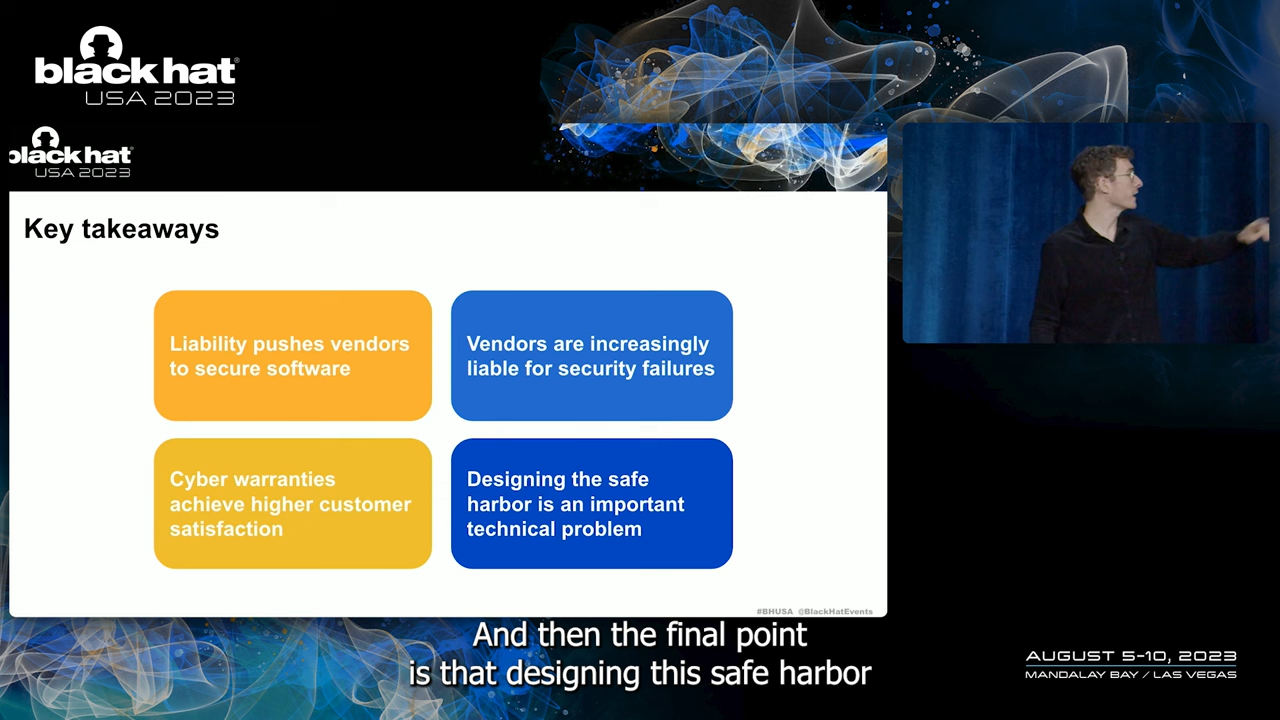 black hat®
USA 2023
black hat®
USA 2023
Key takeaways
Liability pushes vendors
to secure software
Vendors are increasingly
liable for security failures
Cyber warranties
achieve higher customer
satisfaction
Designing the safe
harbor is an important
technical problem
#BHUSA @BlackHatEvents
And then the final point
is that designing this safe harbor
AUGUST 5-10, 2023
MANDALAY BAY / LAS VEGAS